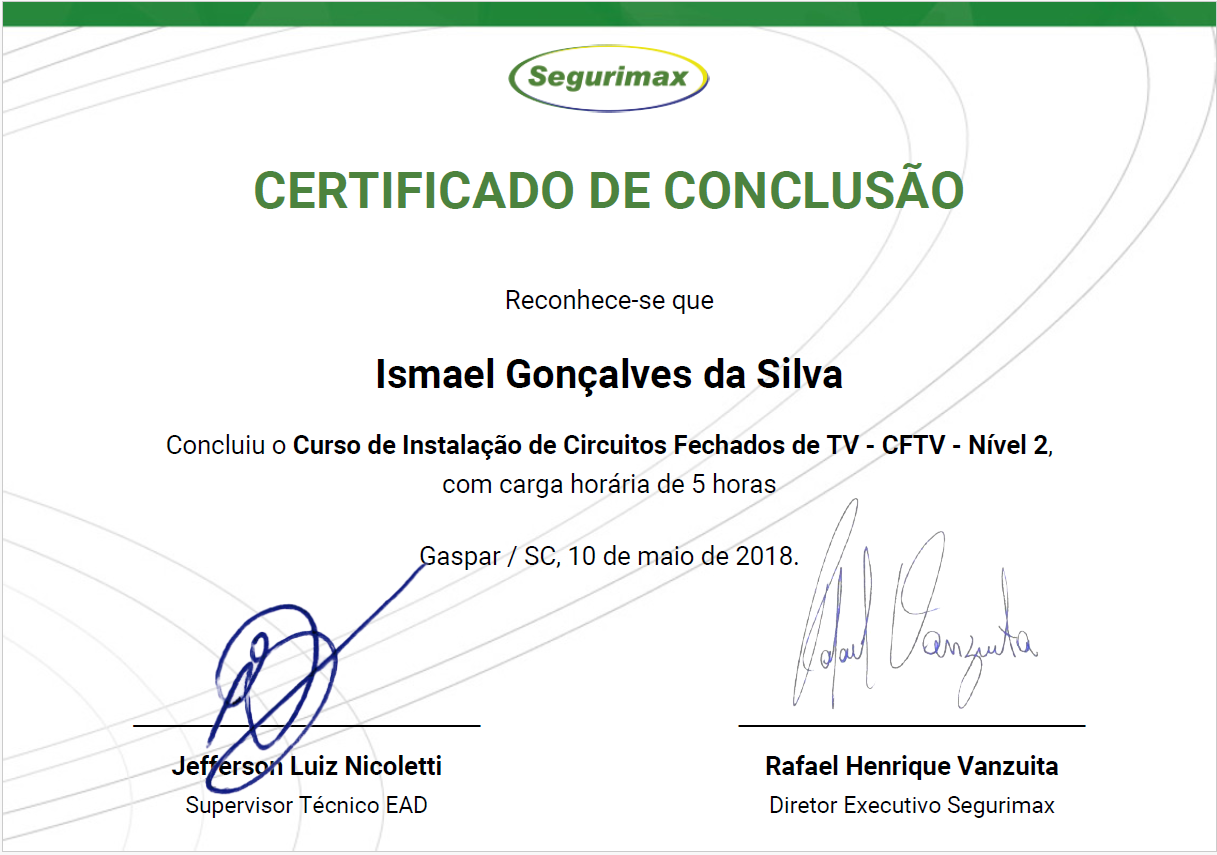 Segurimax
CERTIFICADO DE CONCLUSÃO
Reconhece-se que
Ismael Gonçalves da Silva
Concluiu o Curso de Instalação de Circuitos Fechados de TV - CFTV - Nível 2,
com carga horária de 5 horas
Gaspar / SC, 10 de maio de 2018.
Rafael Vanzuita
Jefferson Luiz Nicoletti
Supervisor Técnico EAD
Rafael Henrique Vanzuita
Diretor Executivo Segurimax